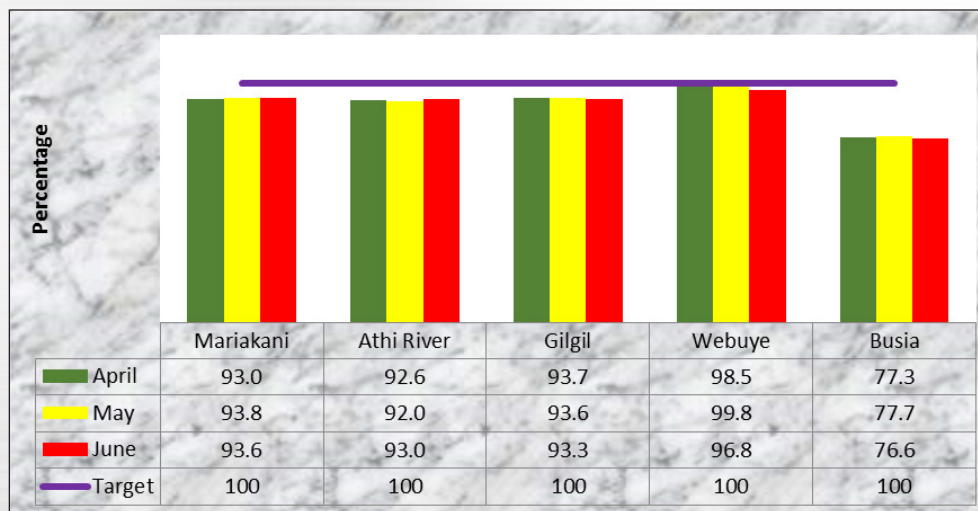 Percentage
Mariakani Athi River Gilgil Webuye Busia
April 93.0 92.6 93.7 98.5 77.3
May 93.8 92.0 93.6 99.8 77.7
June 93.6 93.0 93.3 96.8 76.6
Target 100 100 100 100 100